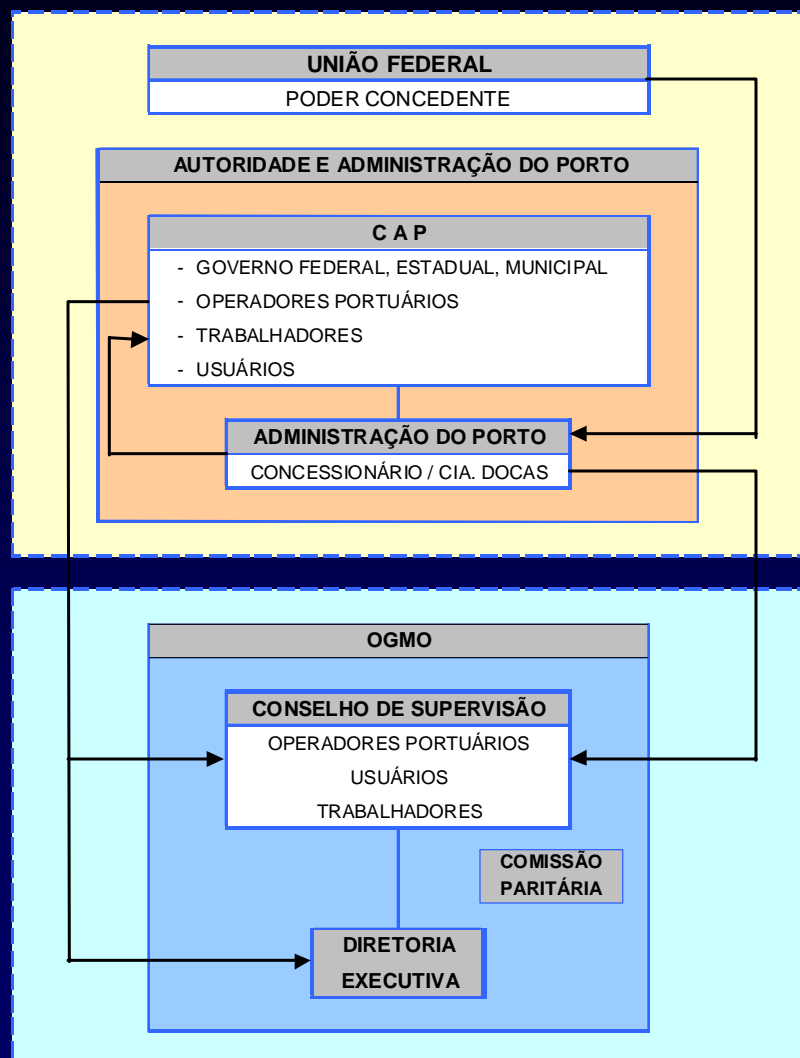 UNIÃO FEDERAL
PODER CONCEDENTE
AUTORIDADE E ADMINISTRAÇÃO DO PORTO
C A P
- GOVERNO FEDERAL, ESTADUAL, MUNICIPAL
- OPERADORES PORTUÁRIOS
- TRABALHADORES
- USUÁRIOS
ADMINISTRAÇÃO DO PORTO
CONCESSIONÁRIO / CIA. DOCAS
OGMO
CONSELHO DE SUPERVISÃO
OPERADORES PORTUÁRIOS
USUÁRIOS
TRABALHADORES
COMISSÃO
PARITÁRIA
DIRETORIA
EXECUTIVA